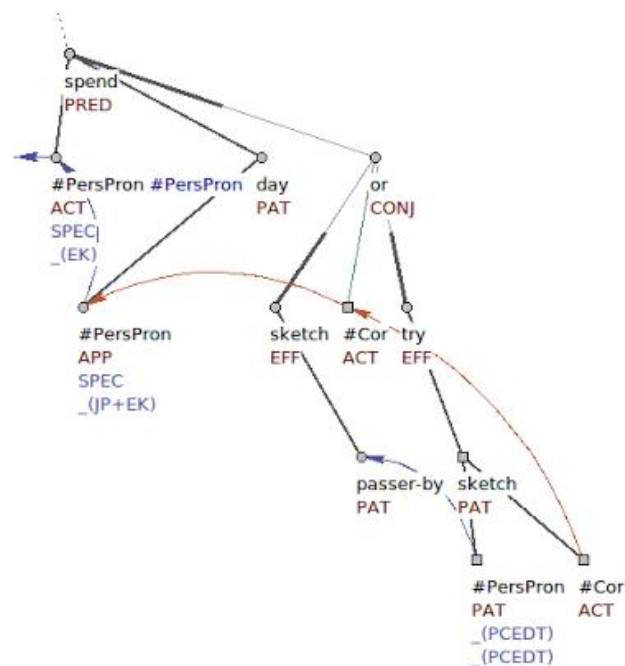 spend
PRED
#PersPron #PersPron day or
ACT PAT CONJ
SPEC
_(EK)
#PersPron sketch #Cor try
APP EFF ACT EFF
SPEC
_(JP+EK)
passer-by sketch
PAT PAT
#PersPron #Cor
PAT ACT
_(PCEDT)
_(PCEDT)